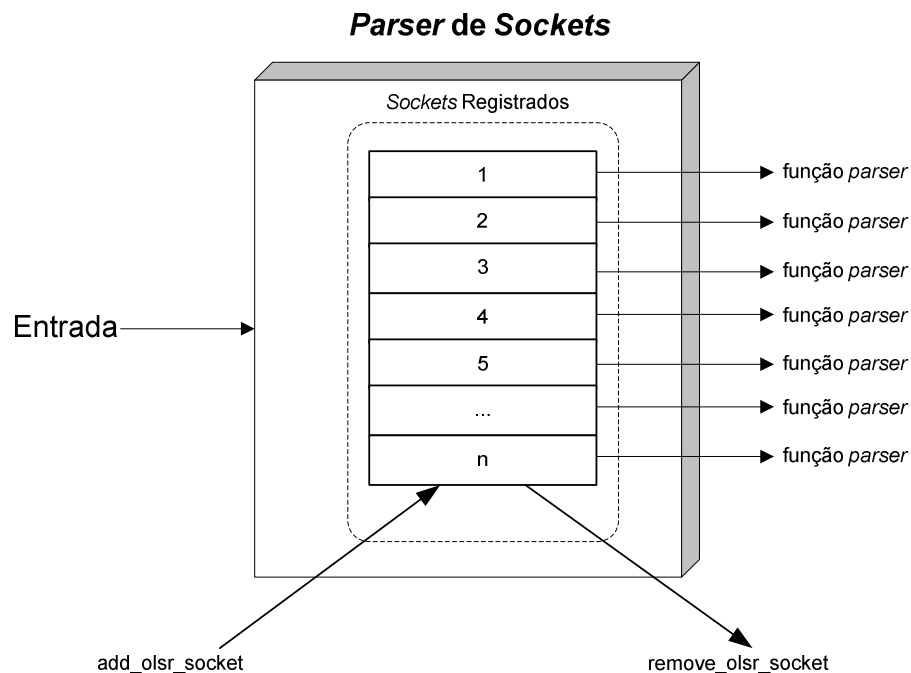 Parser de Sockets
Sockets Registrados
1
função parser
2
função parser
3
função parser
Entrada
4
função parser
5
função parser
...
função parser
n
função parser
add_olsr_socket
remove_olsr_socket